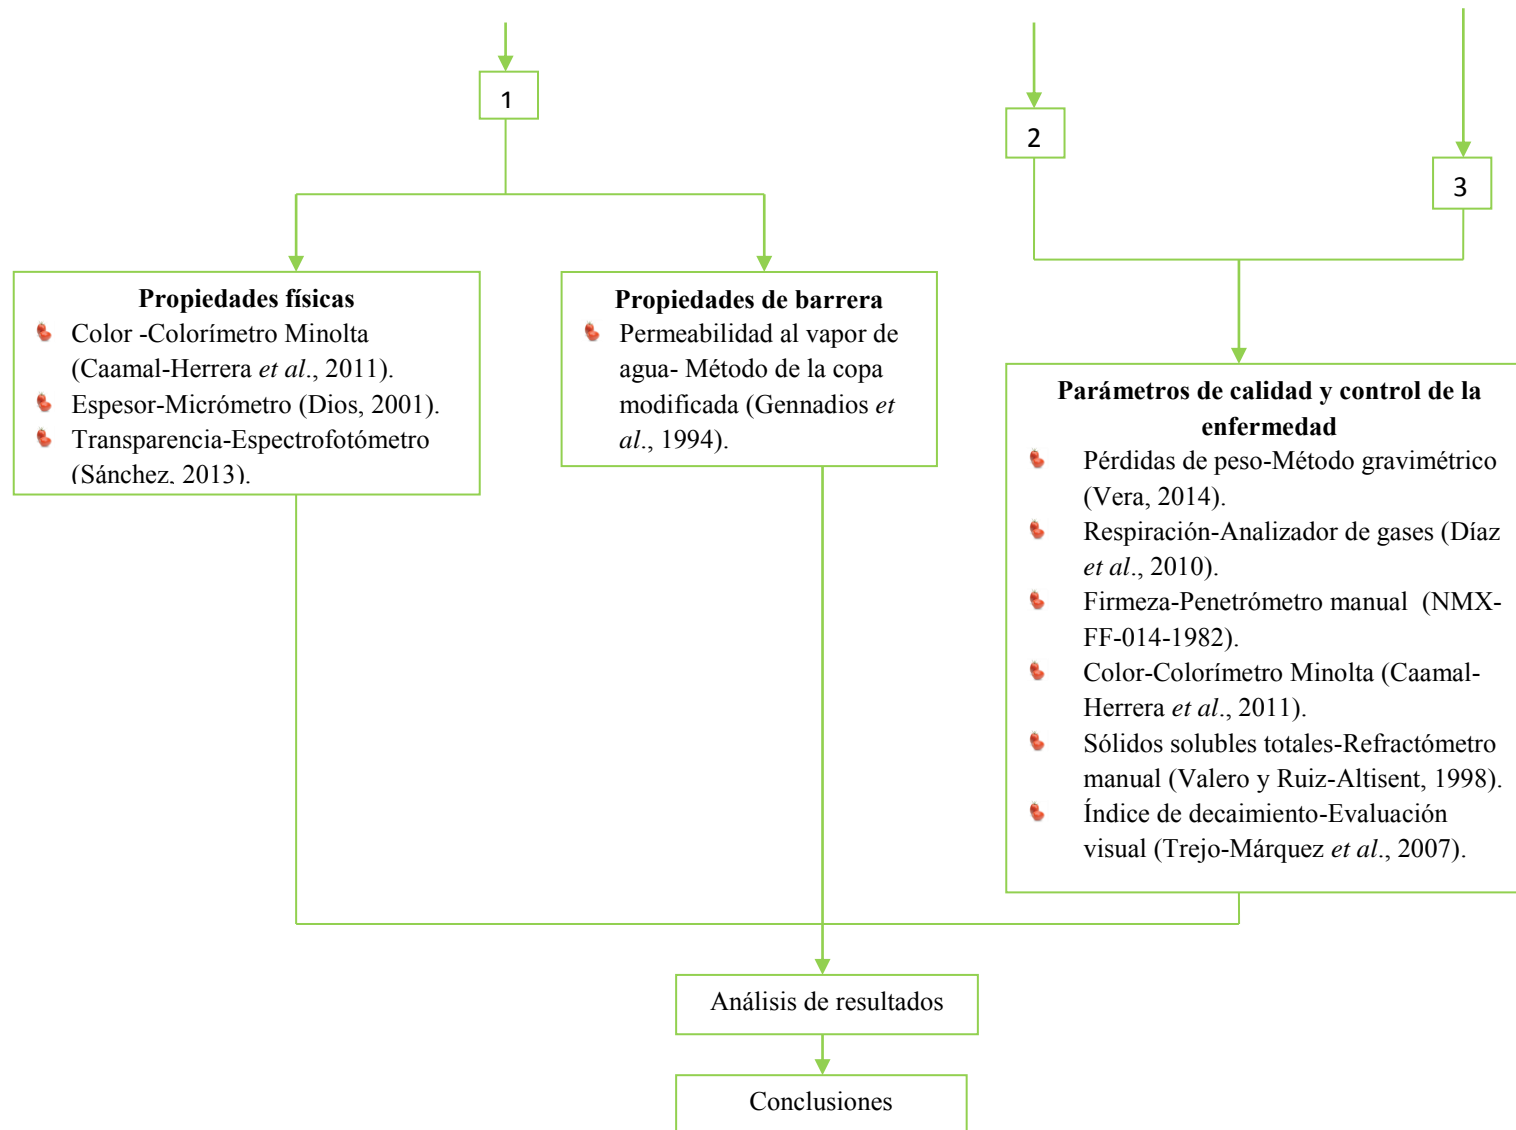 1
2
3
Propiedades físicas
Color -Colorímetro Minolta
(Caamal-Herrera et al., 2011).
Espesor-Micrómetro (Dios, 2001).
Transparencia-Espectrofotómetro
(Sánchez, 2013).
Propiedades de barrera
Permeabilidad al vapor de
agua- Método de la copa
modificada (Gennadios et
al., 1994).
Parámetros de calidad y control de la
enfermedad
Pérdidas de peso-Método gravimétrico
(Vera, 2014).
Respiración-Analizador de gases (Díaz
et al., 2010).
Firmeza-Penetrómetro manual (NMX-
FF-014-1982).
Color-Colorímetro Minolta (Caamal-
Herrera et al., 2011).
Sólidos solubles totales-Refractómetro
manual (Valero y Ruiz-Altisent, 1998).
Índice de decaimiento-Evaluación
visual (Trejo-Márquez et al., 2007).
Análisis de resultados
Conclusiones